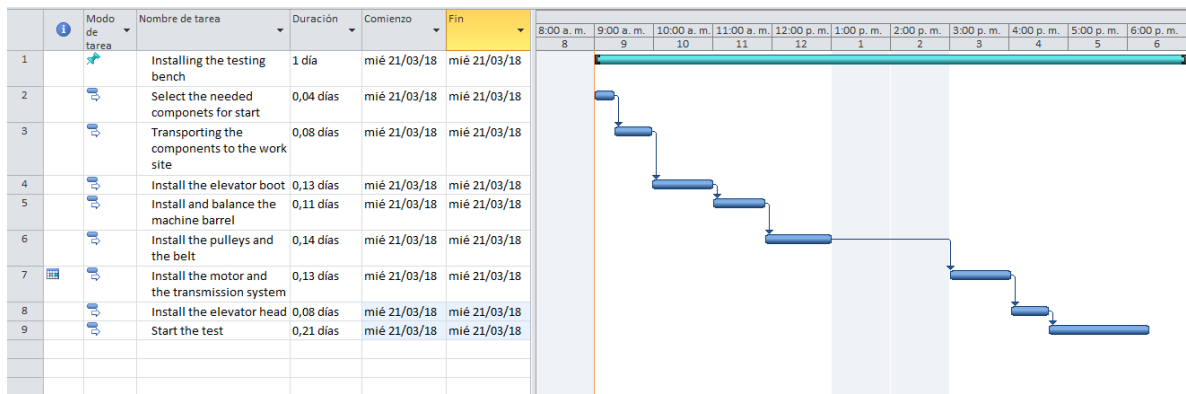 Modo de tarea Nombre de tarea Duración Comienzo Fin
8:00 a. m. 9:00 a. m. 10:00 a. m. 11:00 a. m. 12:00 p. m. 1:00 p. m. 2:00 p. m. 3:00 p. m. 4:00 p. m. 5:00 p. m. 6:00 p. m.
8 9 10 11 12 1 2 3 4 5 6
1 Installing the testing bench 1 día mié 21/03/18 mié 21/03/18
2 Select the needed componets for start 0,04 días mié 21/03/18 mié 21/03/18
3 Transporting the components to the work site 0,08 días mié 21/03/18 mié 21/03/18
4 Install the elevator boot 0,13 días mié 21/03/18 mié 21/03/18
5 Install and balance the machine barrel 0,11 días mié 21/03/18 mié 21/03/18
6 Install the pulleys and the belt 0,14 días mié 21/03/18 mié 21/03/18
7 Install the motor and the transmission system 0,13 días mié 21/03/18 mié 21/03/18
8 Install the elevator head 0,08 días mié 21/03/18 mié 21/03/18
9 Start the test 0,21 días mié 21/03/18 mié 21/03/18